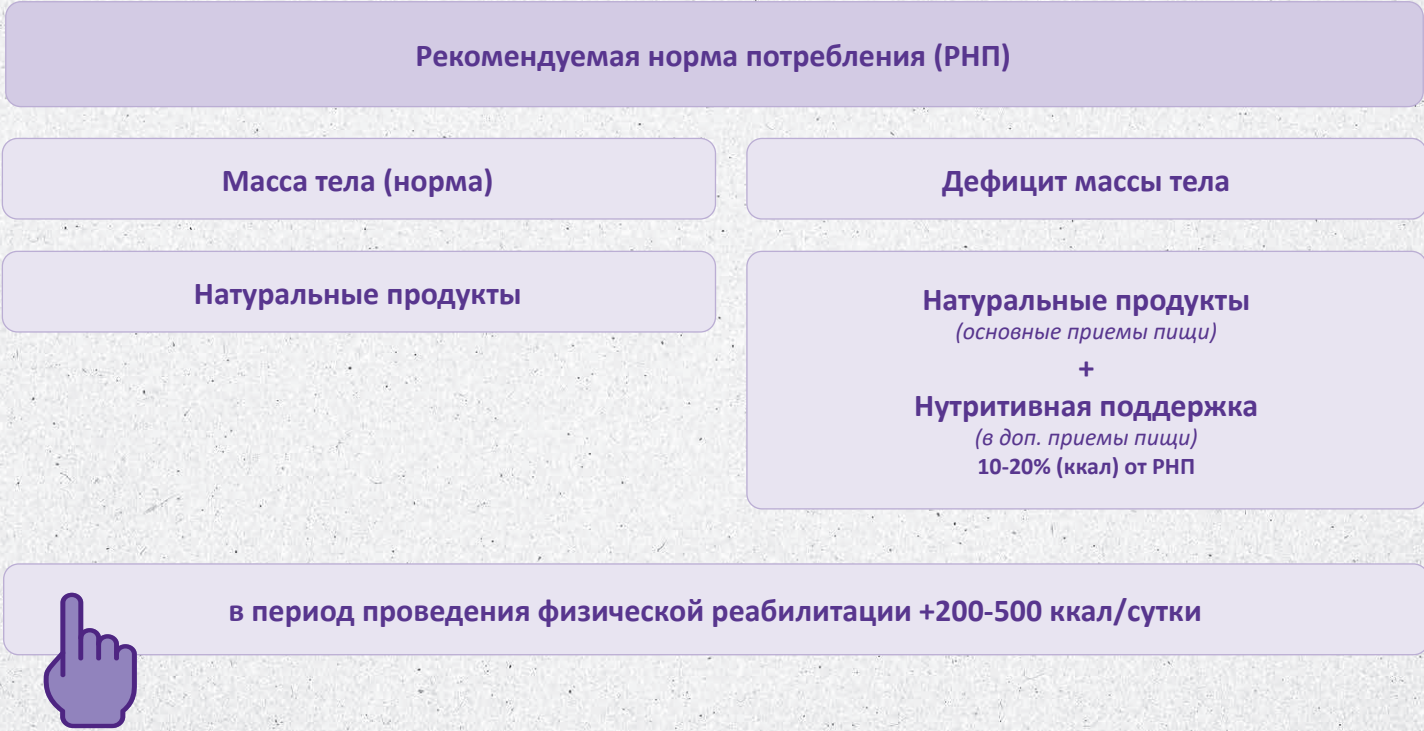 Рекомендуемая норма потребления (РНП)
Масса тела (норма)
Дефицит массы тела
Натуральные продукты
Натуральные продукты
(основные приемы пищи)
+
Нутритивная поддержка
(в доп. приемы пищи)
10-20% (ккал) от РНП
в период проведения физической реабилитации +200-500 ккал/сутки